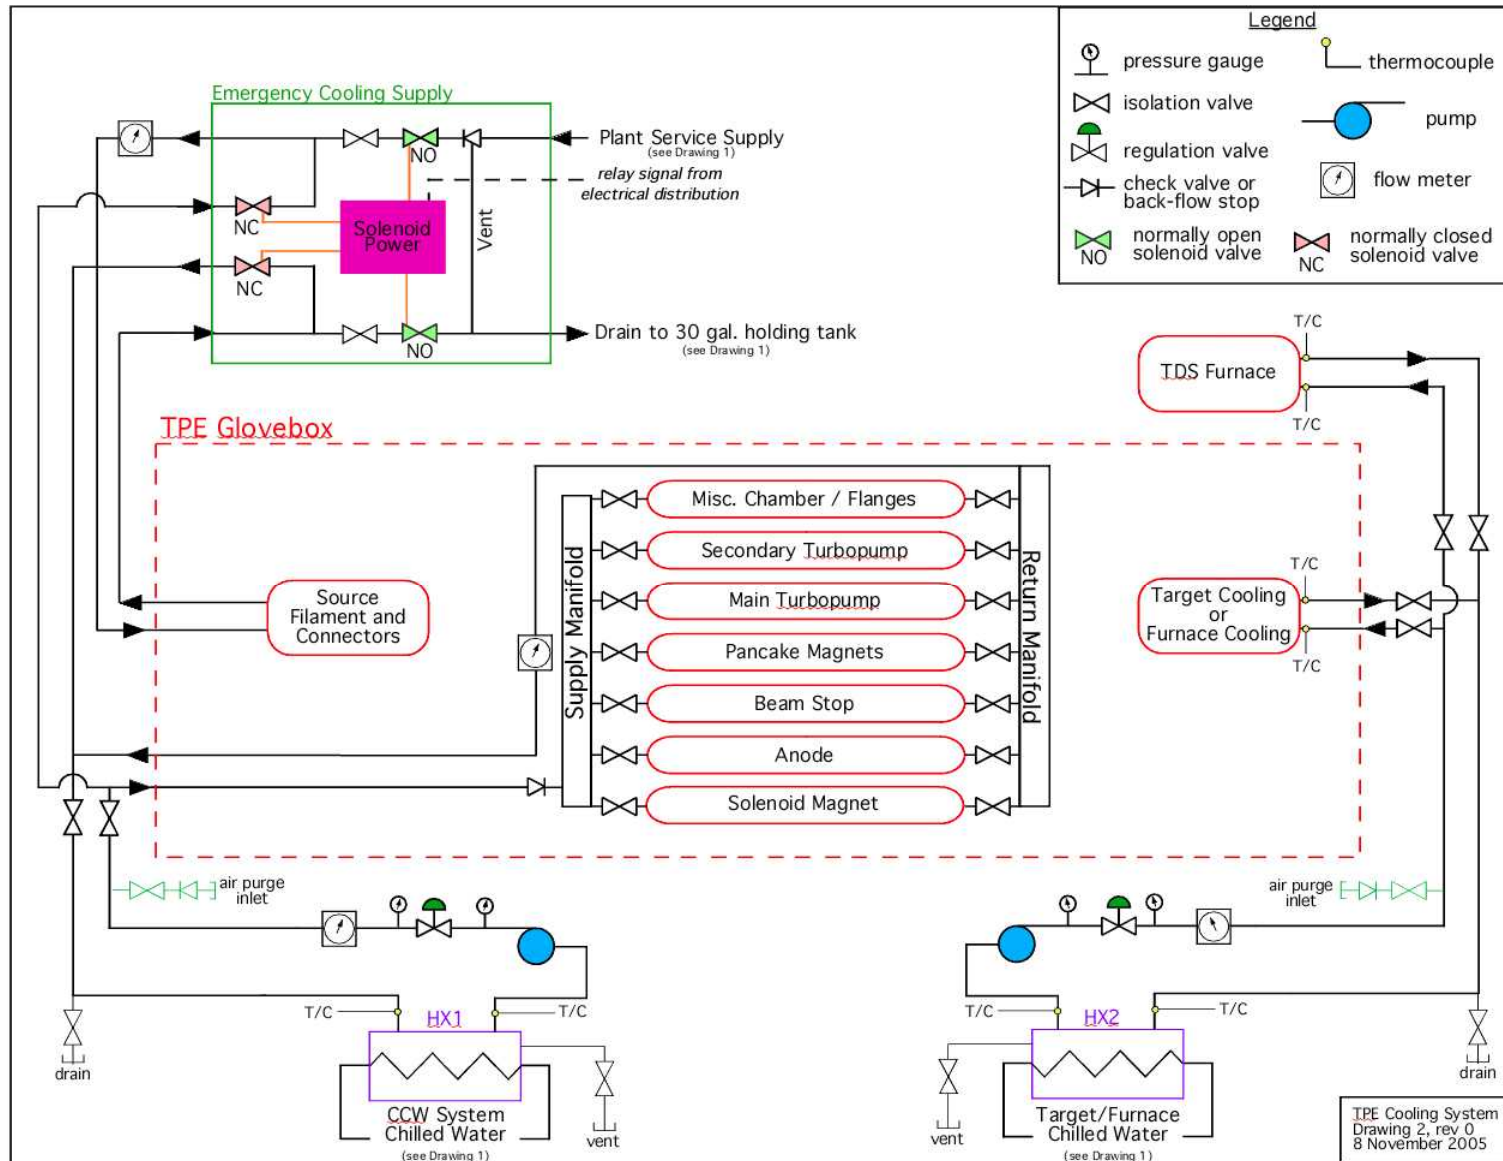 Legend
pressure gauge
thermocouple
isolation valve
pump
regulation valve
check valve or
back-flow stop
flow meter
normally open
solenoid valve
NO
normally closed
solenoid valve
NC
Emergency Cooling Supply
Plant Service Supply
(see Drawing 1)
NO
relay signal from
electrical distribution
NC
Solenoid
Power
Vent
NC
NO
Drain to 30 gal. holding tank
(see Drawing 1)
T/C
TDS Furnace
T/C
TPE Glovebox
Supply Manifold
Misc. Chamber / Flanges
Secondary Turbopump
Main Turbopump
Pancake Magnets
Beam Stop
Anode
Solenoid Magnet
Return Manifold
Source
Filament and
Connectors
T/C
Target Cooling
or
Furnace Cooling
T/C
air purge
inlet
air purge
inlet
T/C
HX1
T/C
T/C
HX2
T/C
drain
drain
CCW System
Chilled Water
(see Drawing 1)
vent
vent
Target/Furnace
Chilled Water
(see Drawing 1)
TPE Cooling System
Drawing 2, rev 0
8 November 2005